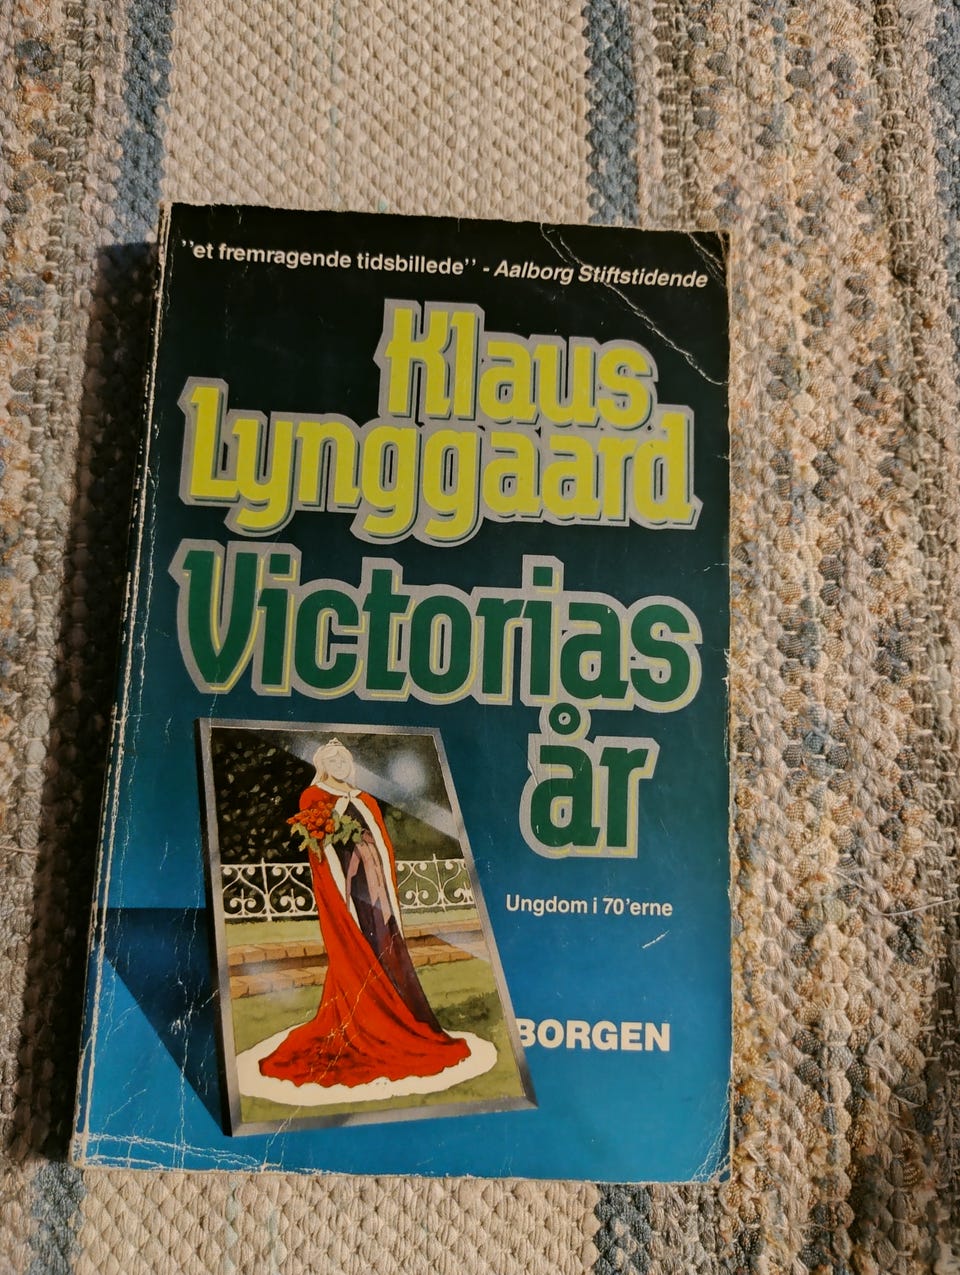 ’’et fremragende tidsbillede’’ - Aalborg Stiftstidende
Klaus
Lynggaard
Victorias
år
Ungdom i 70’erne
BORGEN